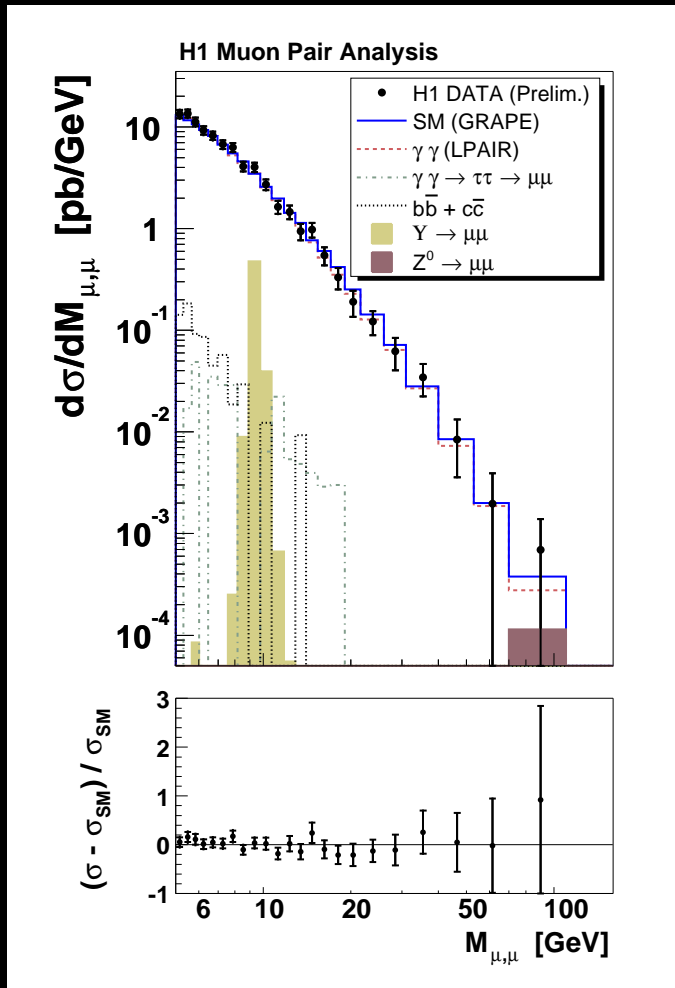 H1 Muon Pair Analysis
dσ/dM μ,μ [pb/GeV]
10
1
10⁻¹
10⁻²
10⁻³
10⁻⁴
H1 DATA (Prelim.)
SM (GRAPE)
γ γ (LPAIR)
γ γ → ττ → μμ
bb̅ + cc̅
Υ → μμ
Z⁰ → μμ
(σ - σ_SM) / σ_SM
3
2
1
0
-1
6 10 20 50 100
M μ,μ [GeV]